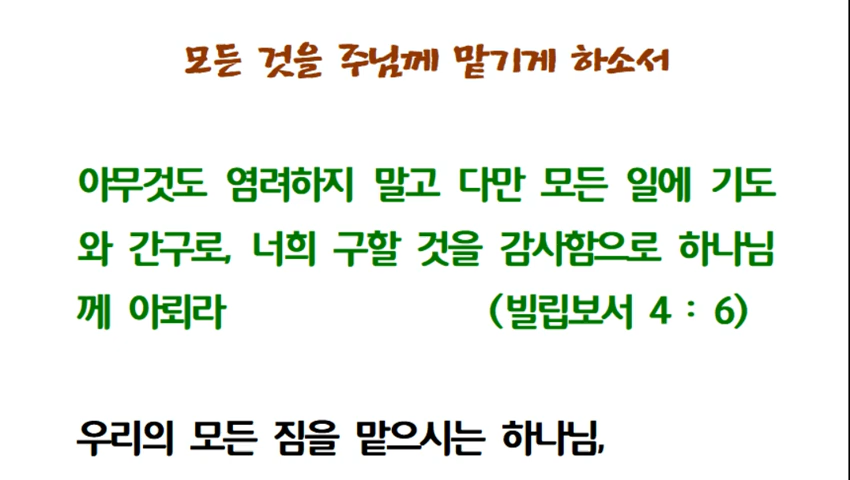 모든 것을 주님께 맡기게 하소서
아무것도 염려하지 말고 다만 모든 일에 기도
와 간구로, 너희 구할 것을 감사함으로 하나님
께 아뢰라 (빌립보서 4 : 6)
우리의 모든 짐을 맡으시는 하나님,